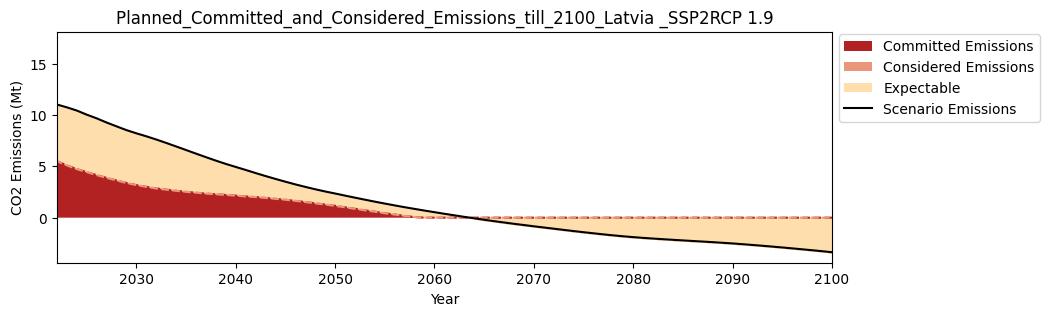 Planned_Committed_and_Considered_Emissions_till_2100_Latvia _SSP2RCP 1.9
Committed Emissions
Considered Emissions
Expectable
Scenario Emissions
CO2 Emissions (Mt)
15
10
5
0
2030 2040 2050 2060 2070 2080 2090 2100
Year